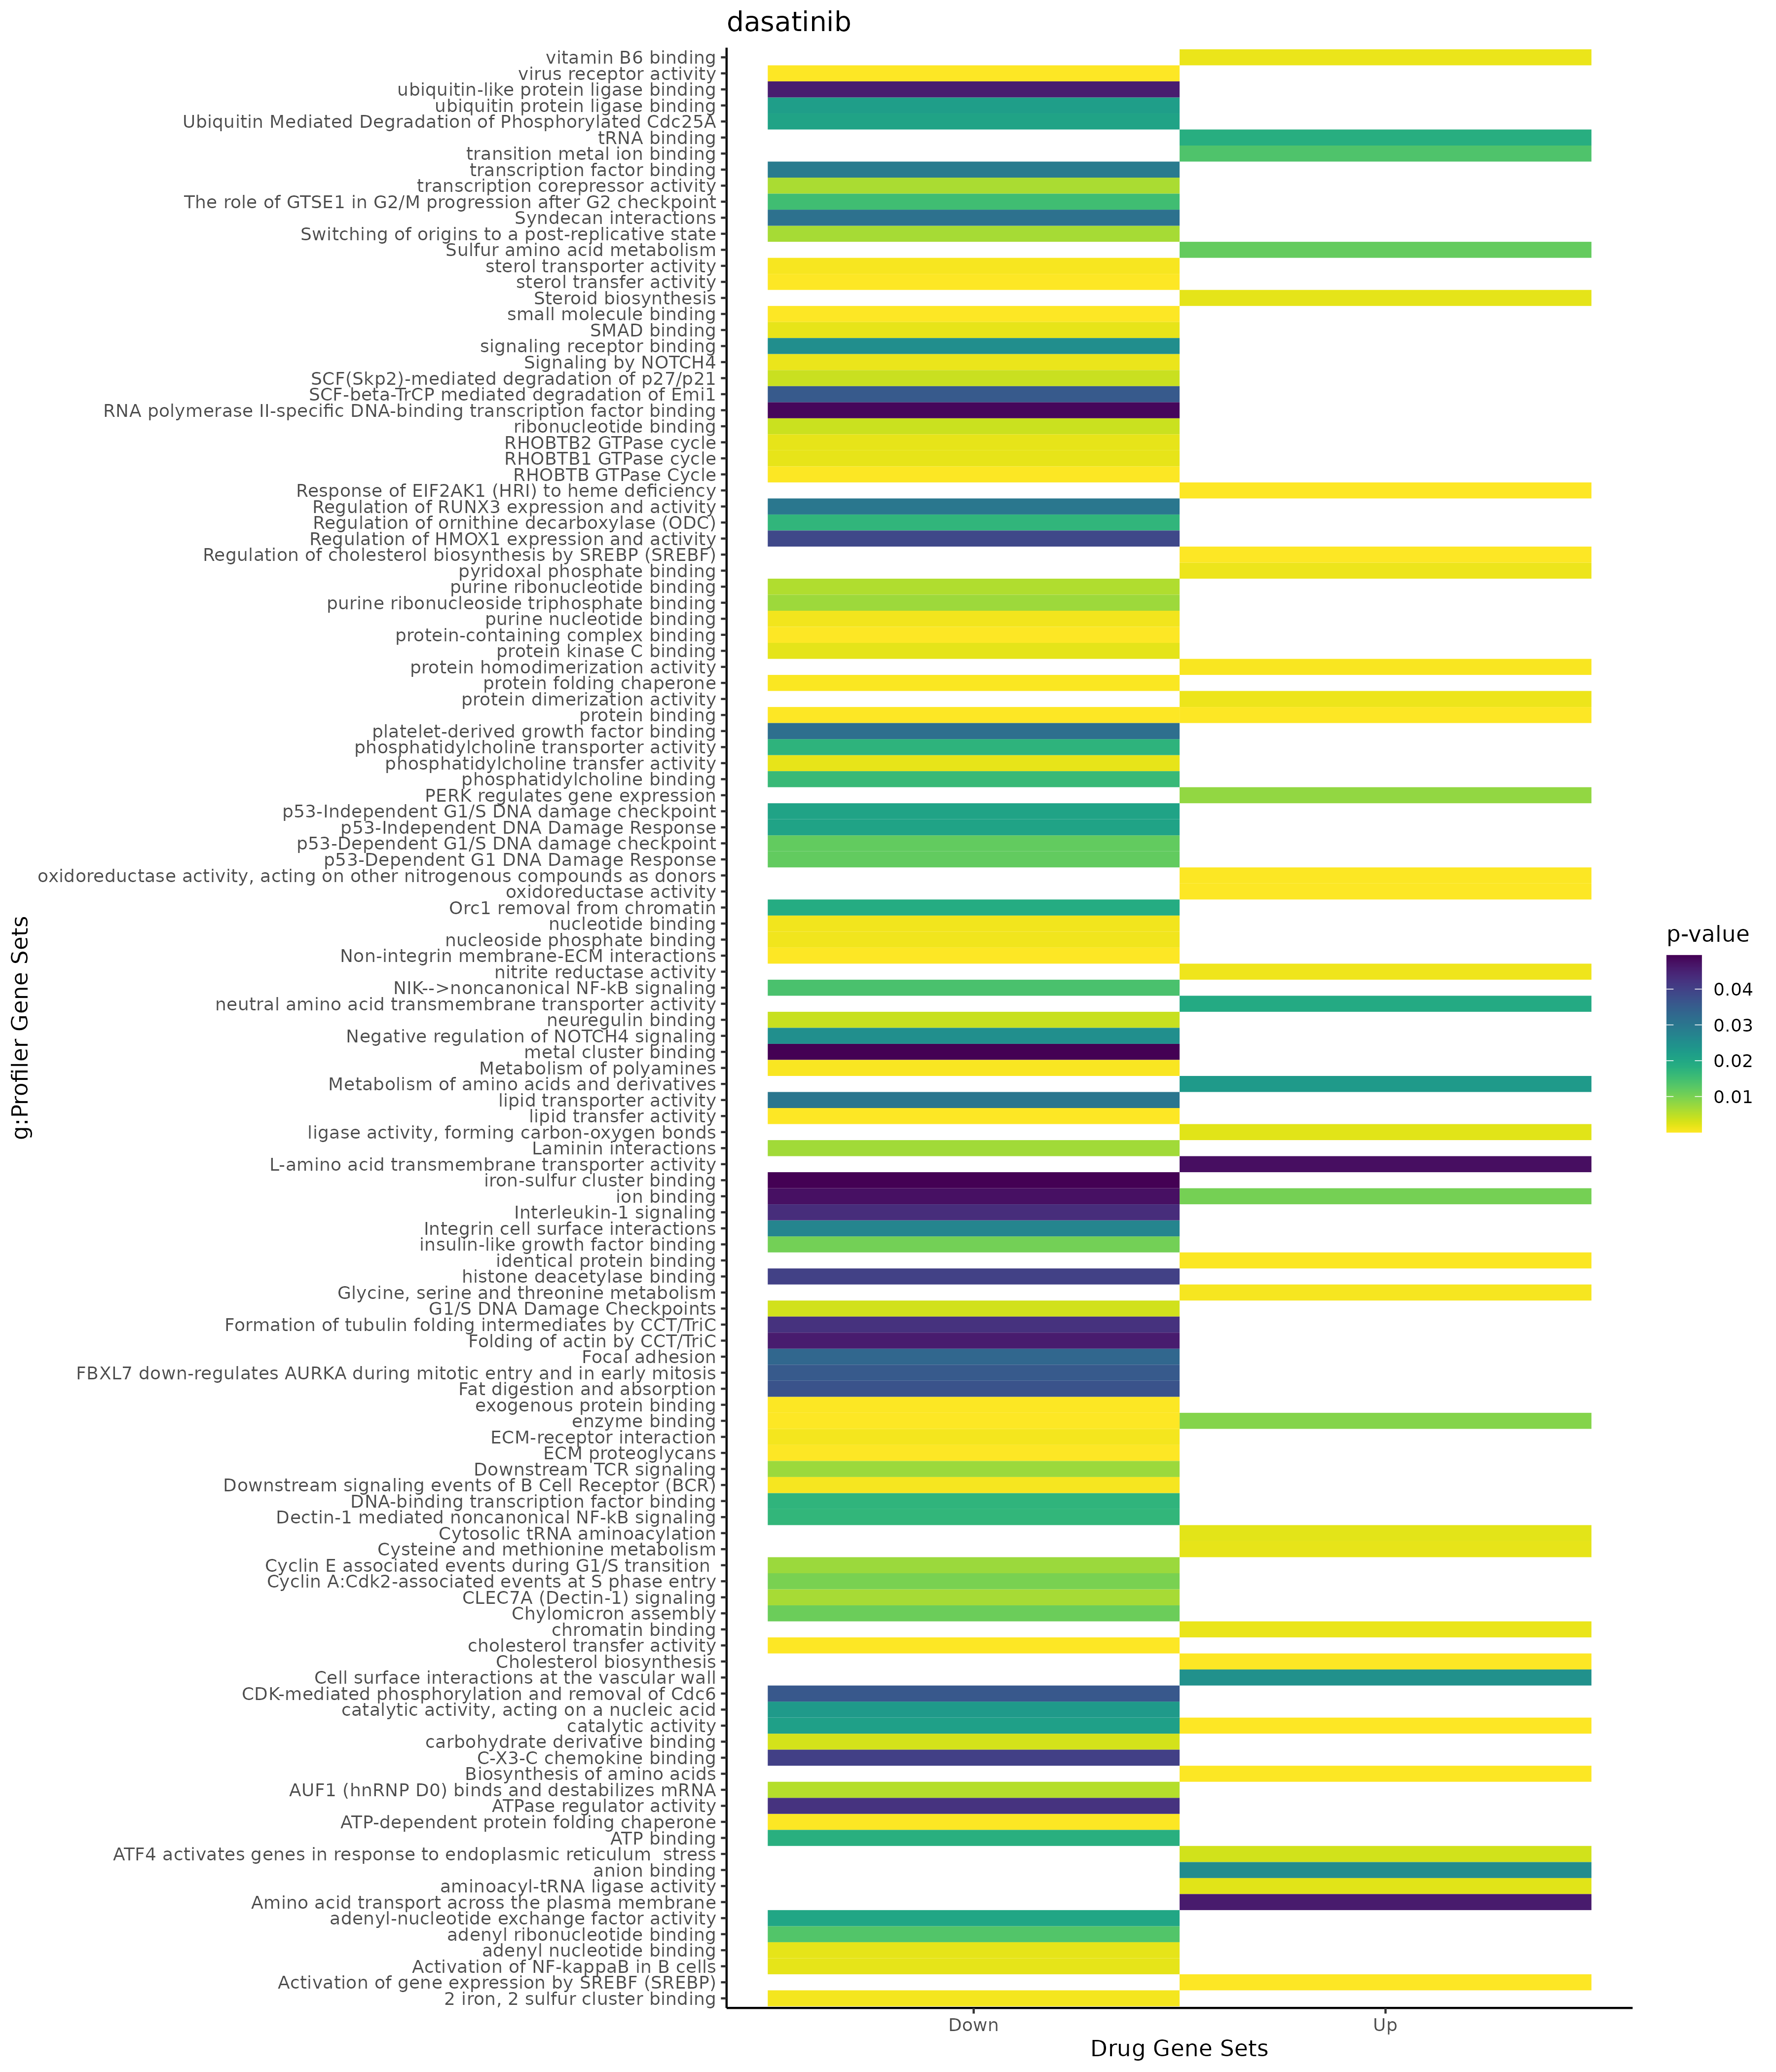 dasatinib
vitamin B6 binding
virus receptor activity
ubiquitin-like protein ligase binding
ubiquitin protein ligase binding
Ubiquitin Mediated Degradation of Phosphorylated Cdc25A
tRNA binding
transition metal ion binding
transcription factor binding
transcription corepressor activity
The role of GTSE1 in G2/M progression after G2 checkpoint
Syndecan interactions
Switching of origins to a post-replicative state
Sulfur amino acid metabolism
sterol transporter activity
sterol transfer activity
Steroid biosynthesis
small molecule binding
SMAD binding
signaling receptor binding
Signaling by NOTCH4
SCF(Skp2)-mediated degradation of p27/p21
SCF-beta-TrCP mediated degradation of Emi1
RNA polymerase II-specific DNA-binding transcription factor binding
ribonucleotide binding
RHOBTB2 GTPase cycle
RHOBTB1 GTPase cycle
RHOBTB GTPase Cycle
Response of EIF2AK1 (HRI) to heme deficiency
Regulation of RUNX3 expression and activity
Regulation of ornithine decarboxylase (ODC)
Regulation of HMOX1 expression and activity
Regulation of cholesterol biosynthesis by SREBP (SREBF)
pyridoxal phosphate binding
purine ribonucleotide binding
purine ribonucleoside triphosphate binding
purine nucleotide binding
protein-containing complex binding
protein kinase C binding
protein homodimerization activity
protein folding chaperone
protein dimerization activity
protein binding
platelet-derived growth factor binding
phosphatidylcholine transporter activity
phosphatidylcholine transfer activity
phosphatidylcholine binding
PERK regulates gene expression
p53-Independent G1/S DNA damage checkpoint
p53-Independent DNA Damage Response
p53-Dependent G1/S DNA damage checkpoint
p53-Dependent G1 DNA Damage Response
oxidoreductase activity, acting on other nitrogenous compounds as donors
oxidoreductase activity
Orc1 removal from chromatin
nucleotide binding
nucleoside phosphate binding
Non-integrin membrane-ECM interactions
nitrite reductase activity
NIK-->noncanonical NF-kB signaling
neutral amino acid transmembrane transporter activity
neuregulin binding
Negative regulation of NOTCH4 signaling
metal cluster binding
Metabolism of polyamines
Metabolism of amino acids and derivatives
lipid transporter activity
lipid transfer activity
ligase activity, forming carbon-oxygen bonds
Laminin interactions
L-amino acid transmembrane transporter activity
iron-sulfur cluster binding
ion binding
Interleukin-1 signaling
Integrin cell surface interactions
insulin-like growth factor binding
identical protein binding
histone deacetylase binding
Glycine, serine and threonine metabolism
G1/S DNA Damage Checkpoints
Formation of tubulin folding intermediates by CCT/TriC
Folding of actin by CCT/TriC
Focal adhesion
FBXL7 down-regulates AURKA during mitotic entry and in early mitosis
Fat digestion and absorption
exogenous protein binding
enzyme binding
ECM-receptor interaction
ECM proteoglycans
Downstream TCR signaling
Downstream signaling events of B Cell Receptor (BCR)
DNA-binding transcription factor binding
Dectin-1 mediated noncanonical NF-kB signaling
Cytosolic tRNA aminoacylation
Cysteine and methionine metabolism
Cyclin E associated events during G1/S transition
Cyclin A:Cdk2-associated events at S phase entry
CLEC7A (Dectin-1) signaling
Chylomicron assembly
chromatin binding
cholesterol transfer activity
Cholesterol biosynthesis
Cell surface interactions at the vascular wall
CDK-mediated phosphorylation and removal of Cdc6
catalytic activity, acting on a nucleic acid
catalytic activity
carbohydrate derivative binding
C-X3-C chemokine binding
Biosynthesis of amino acids
AUF1 (hnRNP D0) binds and destabilizes mRNA
ATPase regulator activity
ATP-dependent protein folding chaperone
ATP binding
ATF4 activates genes in response to endoplasmic reticulum  stress
anion binding
aminoacyl-tRNA ligase activity
Amino acid transport across the plasma membrane
adenyl-nucleotide exchange factor activity
adenyl ribonucleotide binding
adenyl nucleotide binding
Activation of NF-kappaB in B cells
Activation of gene expression by SREBF (SREBP)
2 iron, 2 sulfur cluster binding
g:Profiler Gene Sets
Down
Up
Drug Gene Sets
p-value
0.04
0.03
0.02
0.01